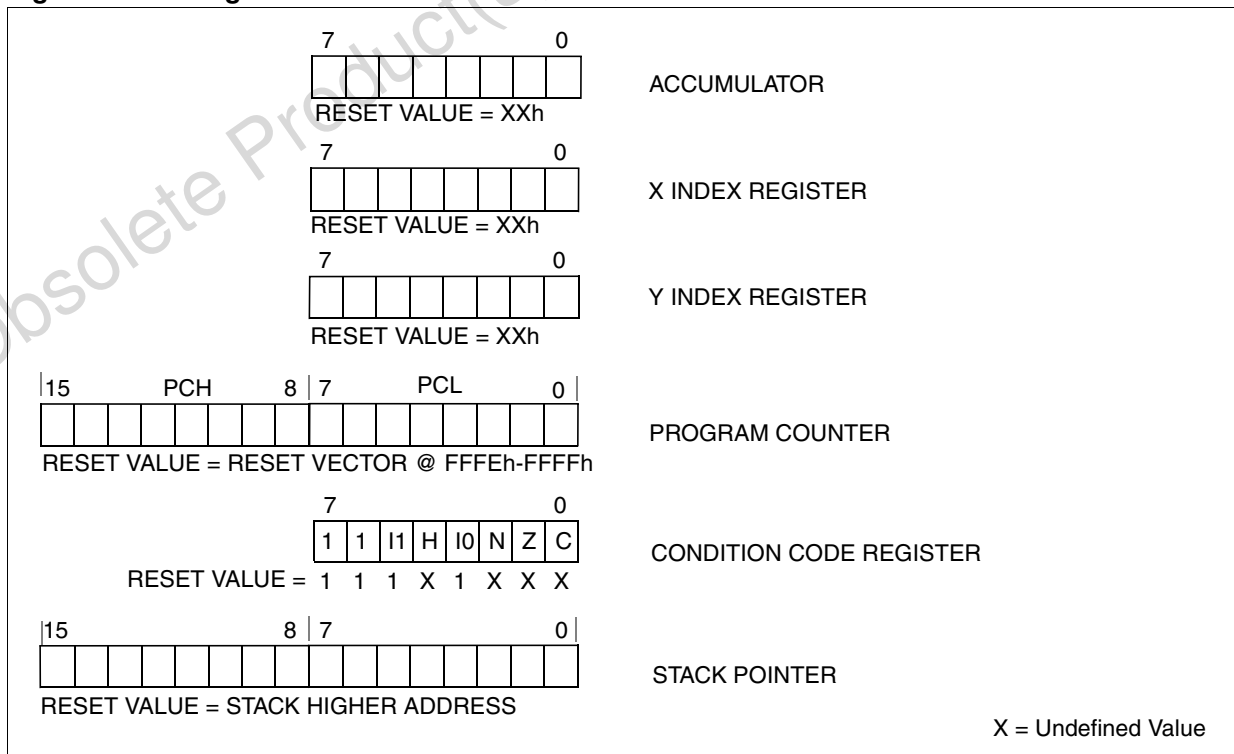 7 0
ACCUMULATOR
RESET VALUE = XXh
7 0
X INDEX REGISTER
RESET VALUE = XXh
7 0
Y INDEX REGISTER
RESET VALUE = XXh
15 PCH 8 7 PCL 0
PROGRAM COUNTER
RESET VALUE = RESET VECTOR @ FFFEh-FFFFh
7 0
1 1 I1 H I0 N Z C
CONDITION CODE REGISTER
RESET VALUE = 1 1 1 X 1 X X X
15 8 7 0
STACK POINTER
RESET VALUE = STACK HIGHER ADDRESS
X = Undefined Value
Obsolete Product(